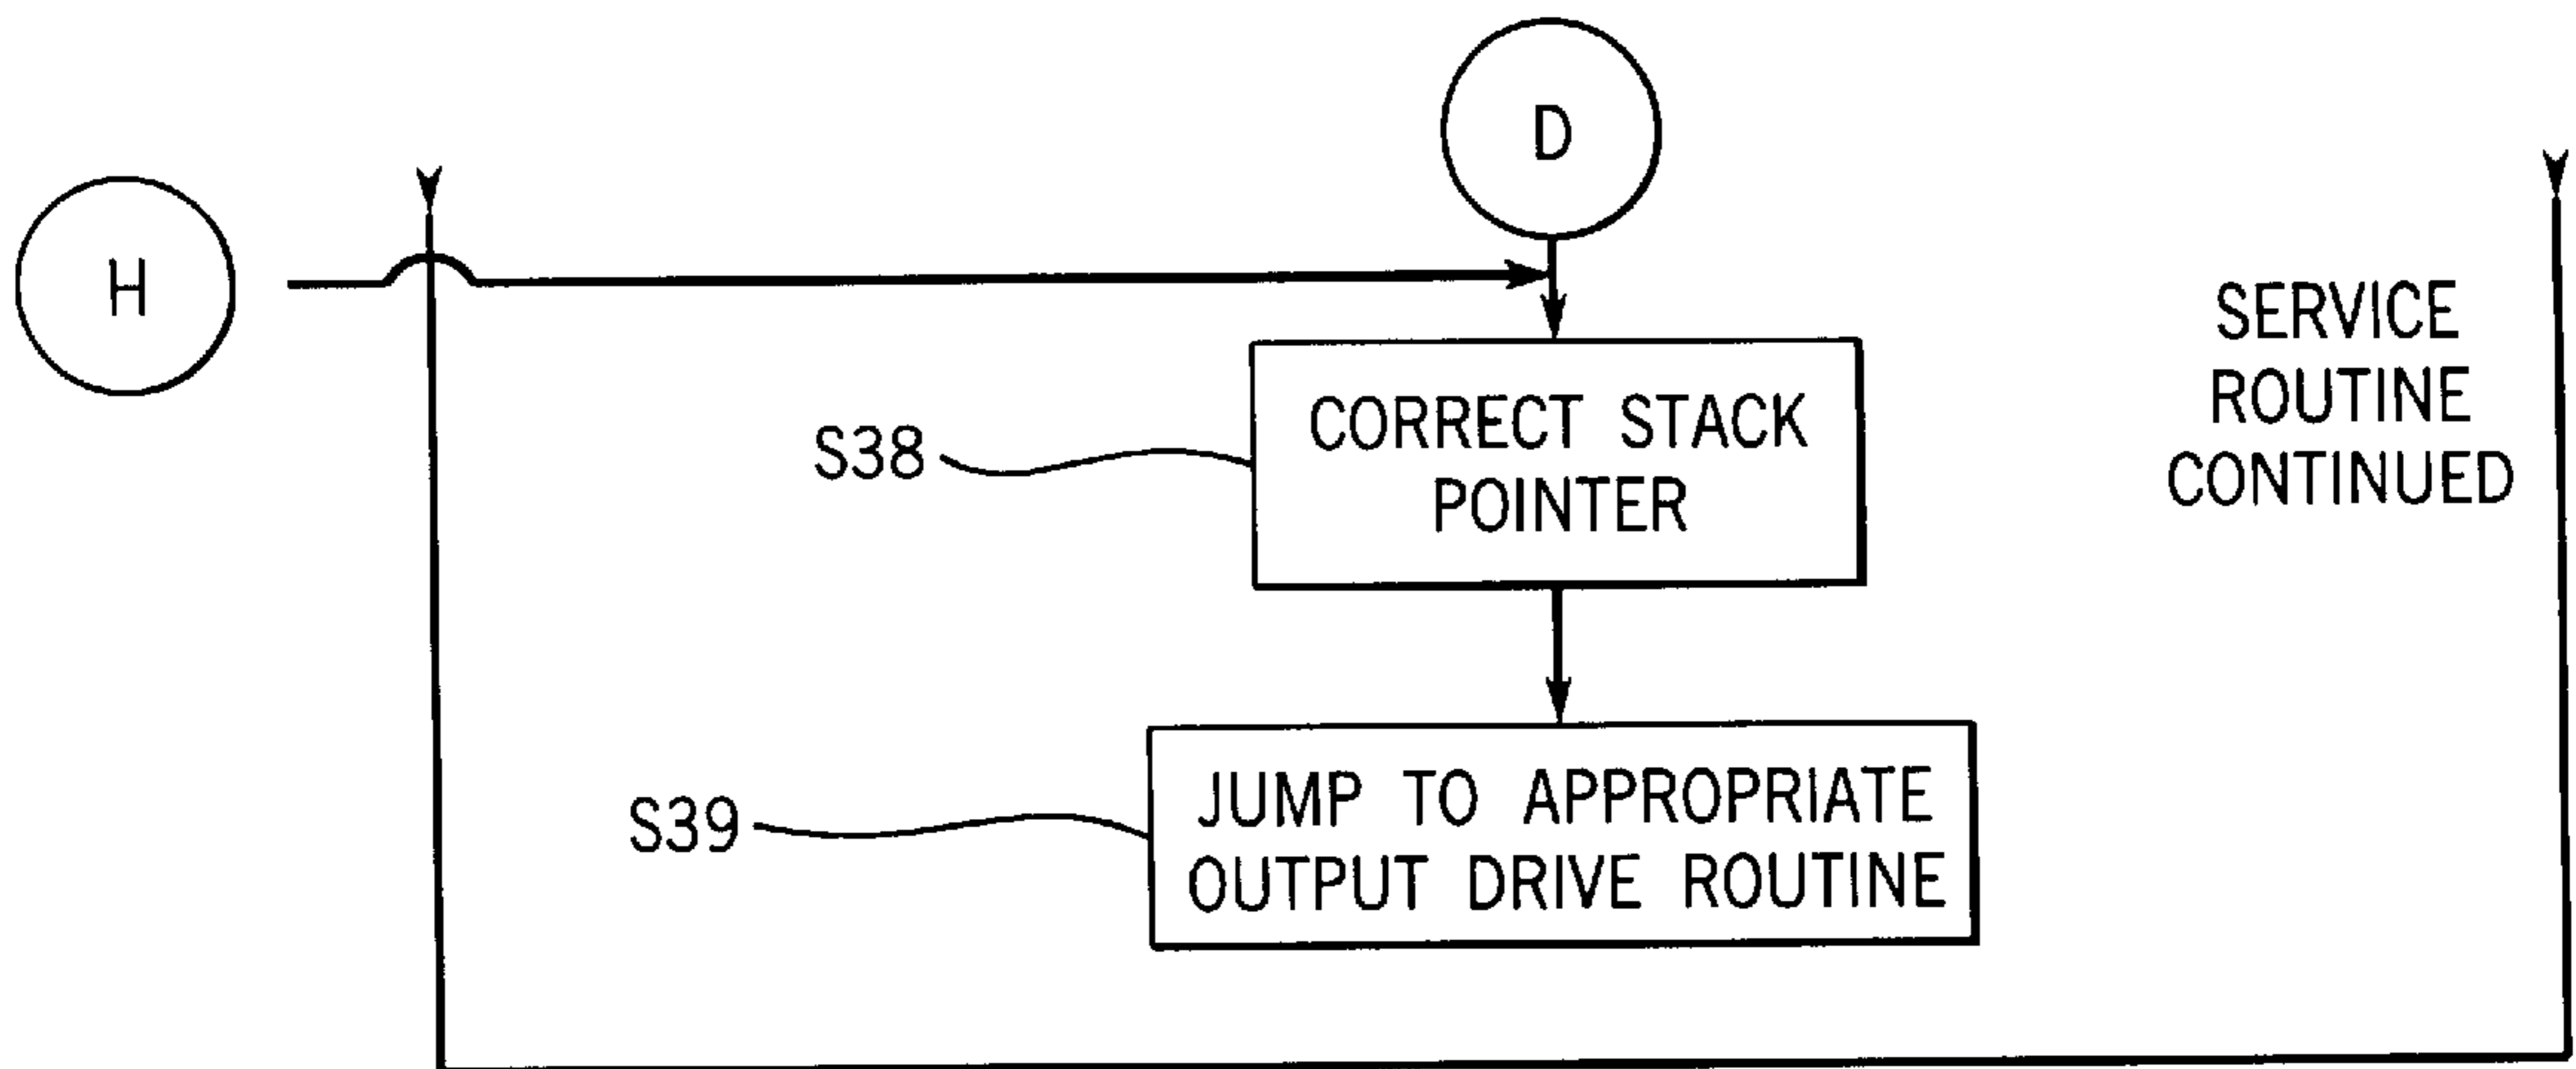 D
H
SERVICE
ROUTINE
CONTINUED
S38
CORRECT STACK
POINTER
S39
JUMP TO APPROPRIATE
OUTPUT DRIVE ROUTINE